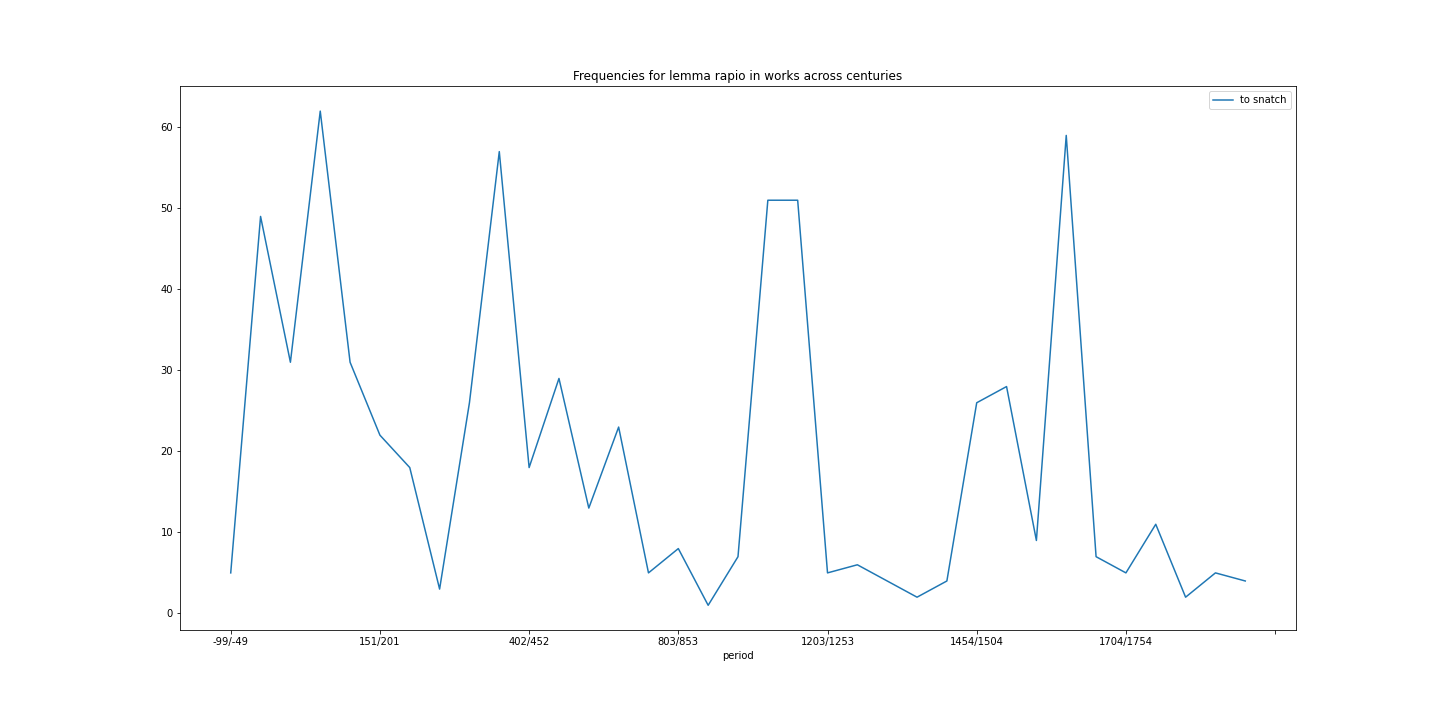 Frequencies for lemma rapio in works across centuries
to snatch
60
50
40
30
20
10
0
-99/-49 151/201 402/452 803/853 1203/1253 1454/1504 1704/1754
period